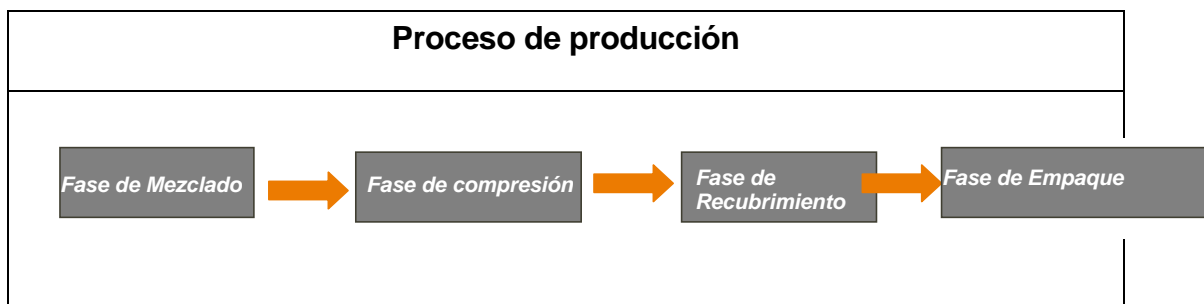 Proceso de producción
Fase de Mezclado
Fase de compresión
Fase de
Recubrimiento
Fase de Empaque